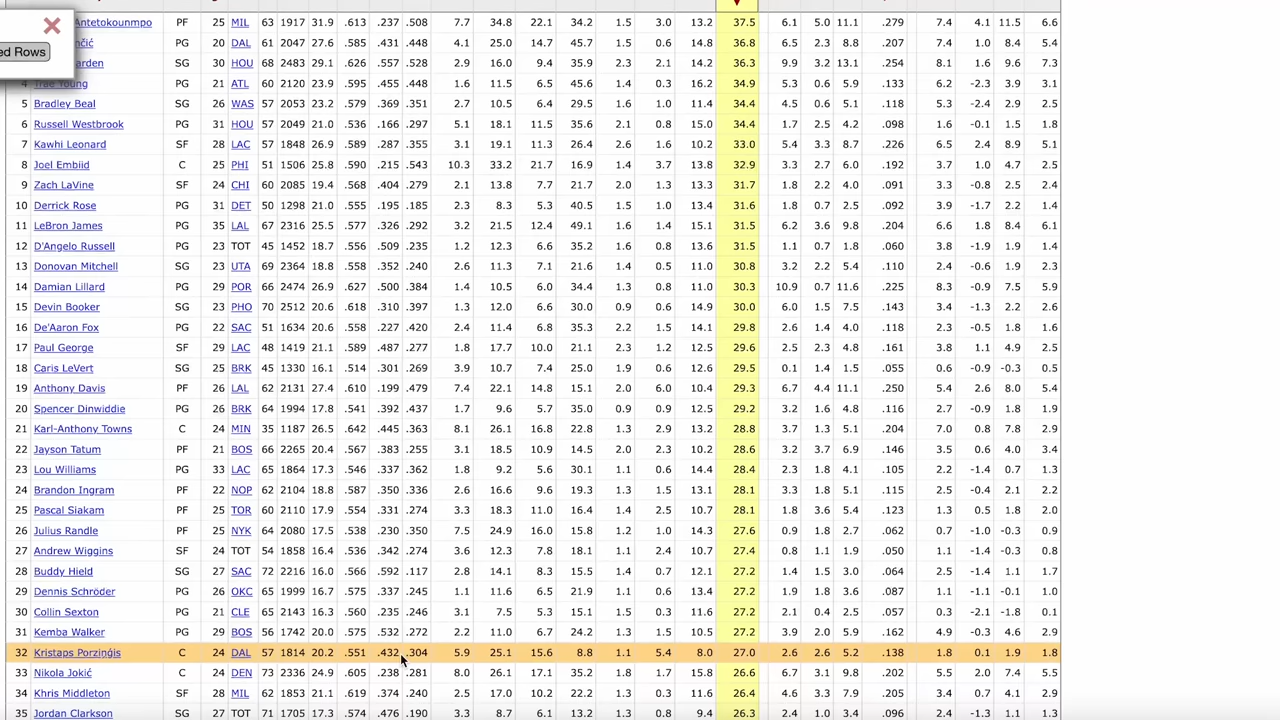 Antetokounmpo PF 25 MIL 63 1917 31.9 .613 .237 .508 7.7 34.8 22.1 34.2 1.5 3.0 13.2 37.5 6.1 5.0 11.1 .279 7.4 4.1 11.5 6.6
nčić PG 20 DAL 61 2047 27.6 .585 .431 .448 4.1 25.0 14.7 45.7 1.5 0.6 14.8 36.8 6.5 2.3 8.8 .207 7.4 1.0 8.4 5.4
ed Rows
arden SG 30 HOU 68 2483 29.1 .626 .557 .528 2.9 16.0 9.4 35.9 2.3 2.1 14.2 36.3 9.9 3.2 13.1 .254 8.1 1.6 9.6 7.3
4 Trae Young PG 21 ATL 60 2120 23.9 .595 .455 .448 1.6 11.5 6.5 45.6 1.4 0.3 16.2 34.9 5.3 0.6 5.9 .133 6.2 -2.3 3.9 3.1
5 Bradley Beal SG 26 WAS 57 2053 23.2 .579 .369 .351 2.7 10.5 6.4 29.5 1.6 1.0 11.4 34.4 4.5 0.6 5.1 .118 5.3 -2.4 2.9 2.5
6 Russell Westbrook PG 31 HOU 57 2049 21.0 .536 .166 .297 5.1 18.1 11.5 35.6 2.1 0.8 15.0 34.4 1.7 2.5 4.2 .098 1.6 -0.1 1.5 1.8
7 Kawhi Leonard SF 28 LAC 57 1848 26.9 .589 .287 .355 3.1 19.1 11.3 26.4 2.6 1.6 10.2 33.0 5.4 3.3 8.7 .226 6.5 2.4 8.9 5.1
8 Joel Embiid C 25 PHI 51 1506 25.8 .590 .215 .543 10.3 33.2 21.7 16.9 1.4 3.7 13.8 32.9 3.3 2.7 6.0 .192 3.7 1.0 4.7 2.5
9 Zach LaVine SF 24 CHI 60 2085 19.4 .568 .404 .279 2.1 13.8 7.7 21.7 2.0 1.3 13.3 31.7 1.8 2.2 4.0 .091 3.3 -0.8 2.5 2.4
10 Derrick Rose PG 31 DET 50 1298 21.0 .555 .195 .185 2.3 8.3 5.3 40.5 1.5 1.0 13.4 31.6 1.8 0.7 2.5 .092 3.9 -1.7 2.2 1.4
11 LeBron James PG 35 LAL 67 2316 25.5 .577 .326 .292 3.2 21.5 12.4 49.1 1.6 1.4 15.1 31.5 6.2 3.6 9.8 .204 6.6 1.8 8.4 6.1
12 D'Angelo Russell PG 23 TOT 45 1452 18.7 .556 .509 .235 1.2 12.3 6.6 35.2 1.6 0.8 13.6 31.5 1.1 0.7 1.8 .060 3.8 -1.9 1.9 1.4
13 Donovan Mitchell SG 23 UTA 69 2364 18.8 .558 .352 .240 2.6 11.3 7.1 21.6 1.4 0.5 11.0 30.8 3.2 2.2 5.4 .110 2.4 -0.6 1.9 2.3
14 Damian Lillard PG 29 POR 66 2474 26.9 .627 .500 .384 1.4 10.5 6.0 34.4 1.3 0.8 11.0 30.3 10.9 0.7 11.6 .225 8.3 -0.9 7.5 5.9
15 Devin Booker SG 23 PHO 70 2512 20.6 .618 .310 .397 1.3 12.0 6.6 30.0 0.9 0.6 14.9 30.0 6.0 1.5 7.5 .143 3.4 -1.3 2.2 2.6
16 De'Aaron Fox PG 22 SAC 51 1634 20.6 .558 .227 .420 2.4 11.4 6.8 35.3 2.2 1.5 14.1 29.8 2.6 1.4 4.0 .118 2.3 -0.5 1.8 1.6
17 Paul George SF 29 LAC 48 1419 21.1 .589 .487 .277 1.8 17.7 10.0 21.1 2.3 1.2 12.5 29.6 2.5 2.3 4.8 .161 3.8 1.1 4.9 2.5
18 Caris LeVert SG 25 BRK 45 1330 16.1 .514 .301 .269 3.9 10.7 7.4 25.0 1.9 0.6 12.6 29.5 0.1 1.4 1.5 .055 0.6 -0.9 -0.3 0.5
19 Anthony Davis PF 26 LAL 62 2131 27.4 .610 .199 .479 7.4 22.1 14.8 15.1 2.0 6.0 10.4 29.3 6.7 4.4 11.1 .250 5.4 2.6 8.0 5.4
20 Spencer Dinwiddie PG 26 BRK 64 1994 17.8 .541 .392 .437 1.7 9.6 5.7 35.0 0.9 0.9 12.5 29.2 3.2 1.6 4.8 .116 2.7 -0.9 1.8 1.9
21 Karl-Anthony Towns C 24 MIN 35 1187 26.5 .642 .445 .363 8.1 26.1 16.8 22.8 1.3 2.9 13.2 28.8 3.7 1.3 5.1 .204 7.0 0.8 7.8 2.9
22 Jayson Tatum PF 21 BOS 66 2265 20.4 .567 .383 .255 3.1 18.5 10.9 14.5 2.0 2.3 10.2 28.6 3.2 3.7 6.9 .146 3.5 0.6 4.0 3.4
23 Lou Williams PG 33 LAC 65 1864 17.3 .546 .337 .362 1.8 9.2 5.6 30.1 1.1 0.6 14.4 28.4 2.3 1.8 4.1 .105 2.2 -1.4 0.7 1.3
24 Brandon Ingram PF 22 NOP 62 2104 18.8 .587 .350 .336 2.6 16.6 9.6 19.3 1.3 1.5 13.1 28.1 3.3 1.8 5.1 .115 2.5 -0.4 2.1 2.2
25 Pascal Siakam PF 25 TOR 60 2110 17.9 .554 .331 .274 3.3 18.3 11.0 16.4 1.4 2.5 10.7 28.1 1.8 3.6 5.4 .123 1.3 0.5 1.8 2.0
26 Julius Randle PF 25 NYK 64 2080 17.5 .538 .230 .350 7.5 24.9 16.0 15.8 1.2 1.0 14.3 27.6 0.9 1.8 2.7 .062 0.7 -1.0 -0.3 0.9
27 Andrew Wiggins SF 24 TOT 54 1858 16.4 .536 .342 .274 3.6 12.3 7.8 18.1 1.1 2.4 10.7 27.4 0.8 1.1 1.9 .050 1.1 -1.4 -0.3 0.8
28 Buddy Hield SG 27 SAC 72 2216 16.0 .566 .592 .117 2.8 14.1 8.3 15.5 1.4 0.7 12.1 27.2 1.4 1.5 3.0 .064 2.5 -1.4 1.1 1.7
29 Dennis Schröder PG 26 OKC 65 1999 16.7 .575 .337 .245 1.1 11.6 6.5 21.9 1.1 0.6 13.4 27.2 1.9 1.8 3.6 .087 1.1 -1.1 -0.1 1.0
30 Collin Sexton PG 21 CLE 65 2143 16.3 .560 .235 .246 3.1 7.5 5.3 15.1 1.5 0.3 11.6 27.2 2.1 0.4 2.5 .057 0.3 -2.1 -1.8 0.1
31 Kemba Walker PG 29 BOS 56 1742 20.0 .575 .532 .272 2.2 11.0 6.7 24.2 1.3 1.5 10.5 27.2 3.9 2.0 5.9 .162 4.9 -0.3 4.6 2.9
32 Kristaps Porziņģis C 24 DAL 57 1814 20.2 .551 .432 .304 5.9 25.1 15.6 8.8 1.1 5.4 8.0 27.0 2.6 2.6 5.2 .138 1.8 0.1 1.9 1.8
33 Nikola Jokić C 24 DEN 73 2336 24.9 .605 .238 .281 8.0 26.1 17.1 35.2 1.8 1.7 15.8 26.6 6.7 3.1 9.8 .202 5.5 2.0 7.4 5.5
34 Khris Middleton SF 28 MIL 62 1853 21.1 .619 .374 .240 2.5 17.0 10.2 22.2 1.3 0.3 11.6 26.4 4.6 3.3 7.9 .205 3.4 0.7 4.1 2.9
35 Jordan Clarkson SG 27 TOT 71 1705 17.3 .574 .476 .190 3.3 8.7 6.1 13.2 1.3 0.8 9.4 26.3 2.4 1.0 3.4 .096 2.4 -1.3 1.1 1.3